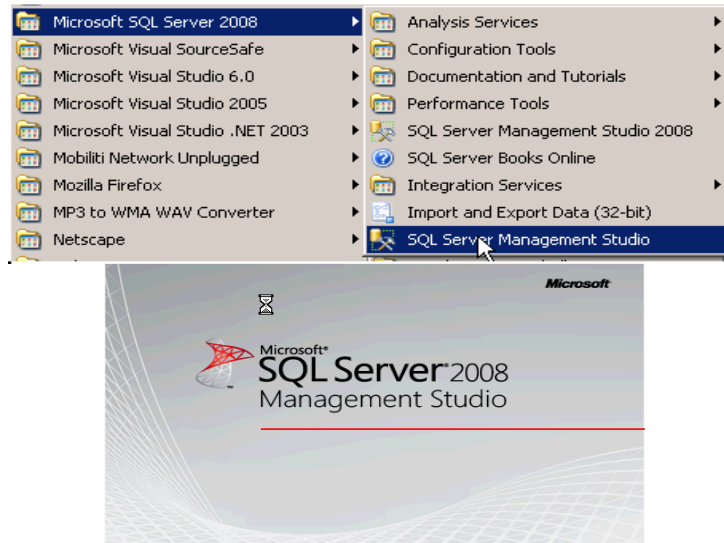 Microsoft SQL Server 2008
Microsoft Visual SourceSafe
Microsoft Visual Studio 6.0
Microsoft Visual Studio 2005
Microsoft Visual Studio .NET 2003
Mobiliti Network Unplugged
Mozilla Firefox
MP3 to WMA WAV Converter
Netscape
Analysis Services
Configuration Tools
Documentation and Tutorials
Performance Tools
SQL Server Management Studio 2008
SQL Server Books Online
Integration Services
Import and Export Data (32-bit)
SQL Server Management Studio
Microsoft
Microsoft®
SQL Server®2008
Management Studio